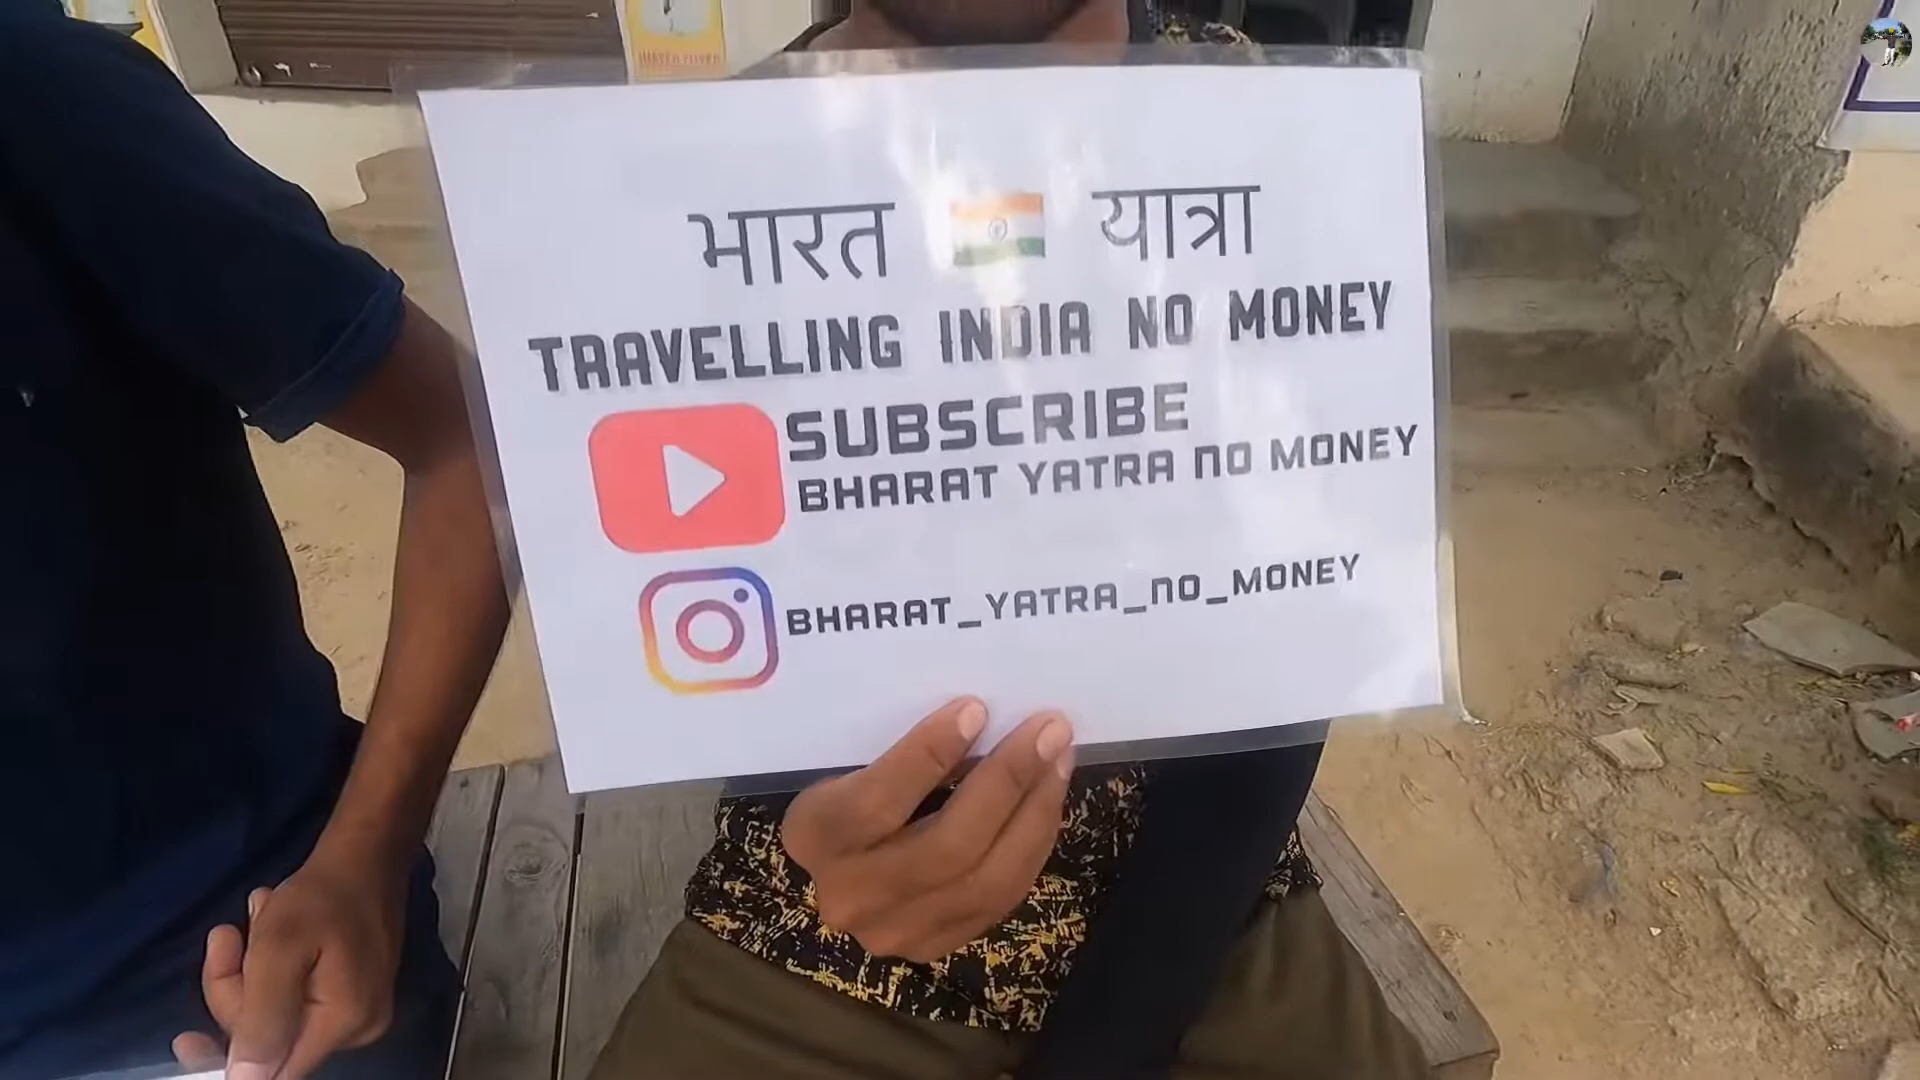 भारत यात्रा
TRAVELLING INDIA NO MONEY
SUBSCRIBE
BHARAT YATRA NO MONEY
BHARAT_YATRA_NO_MONEY